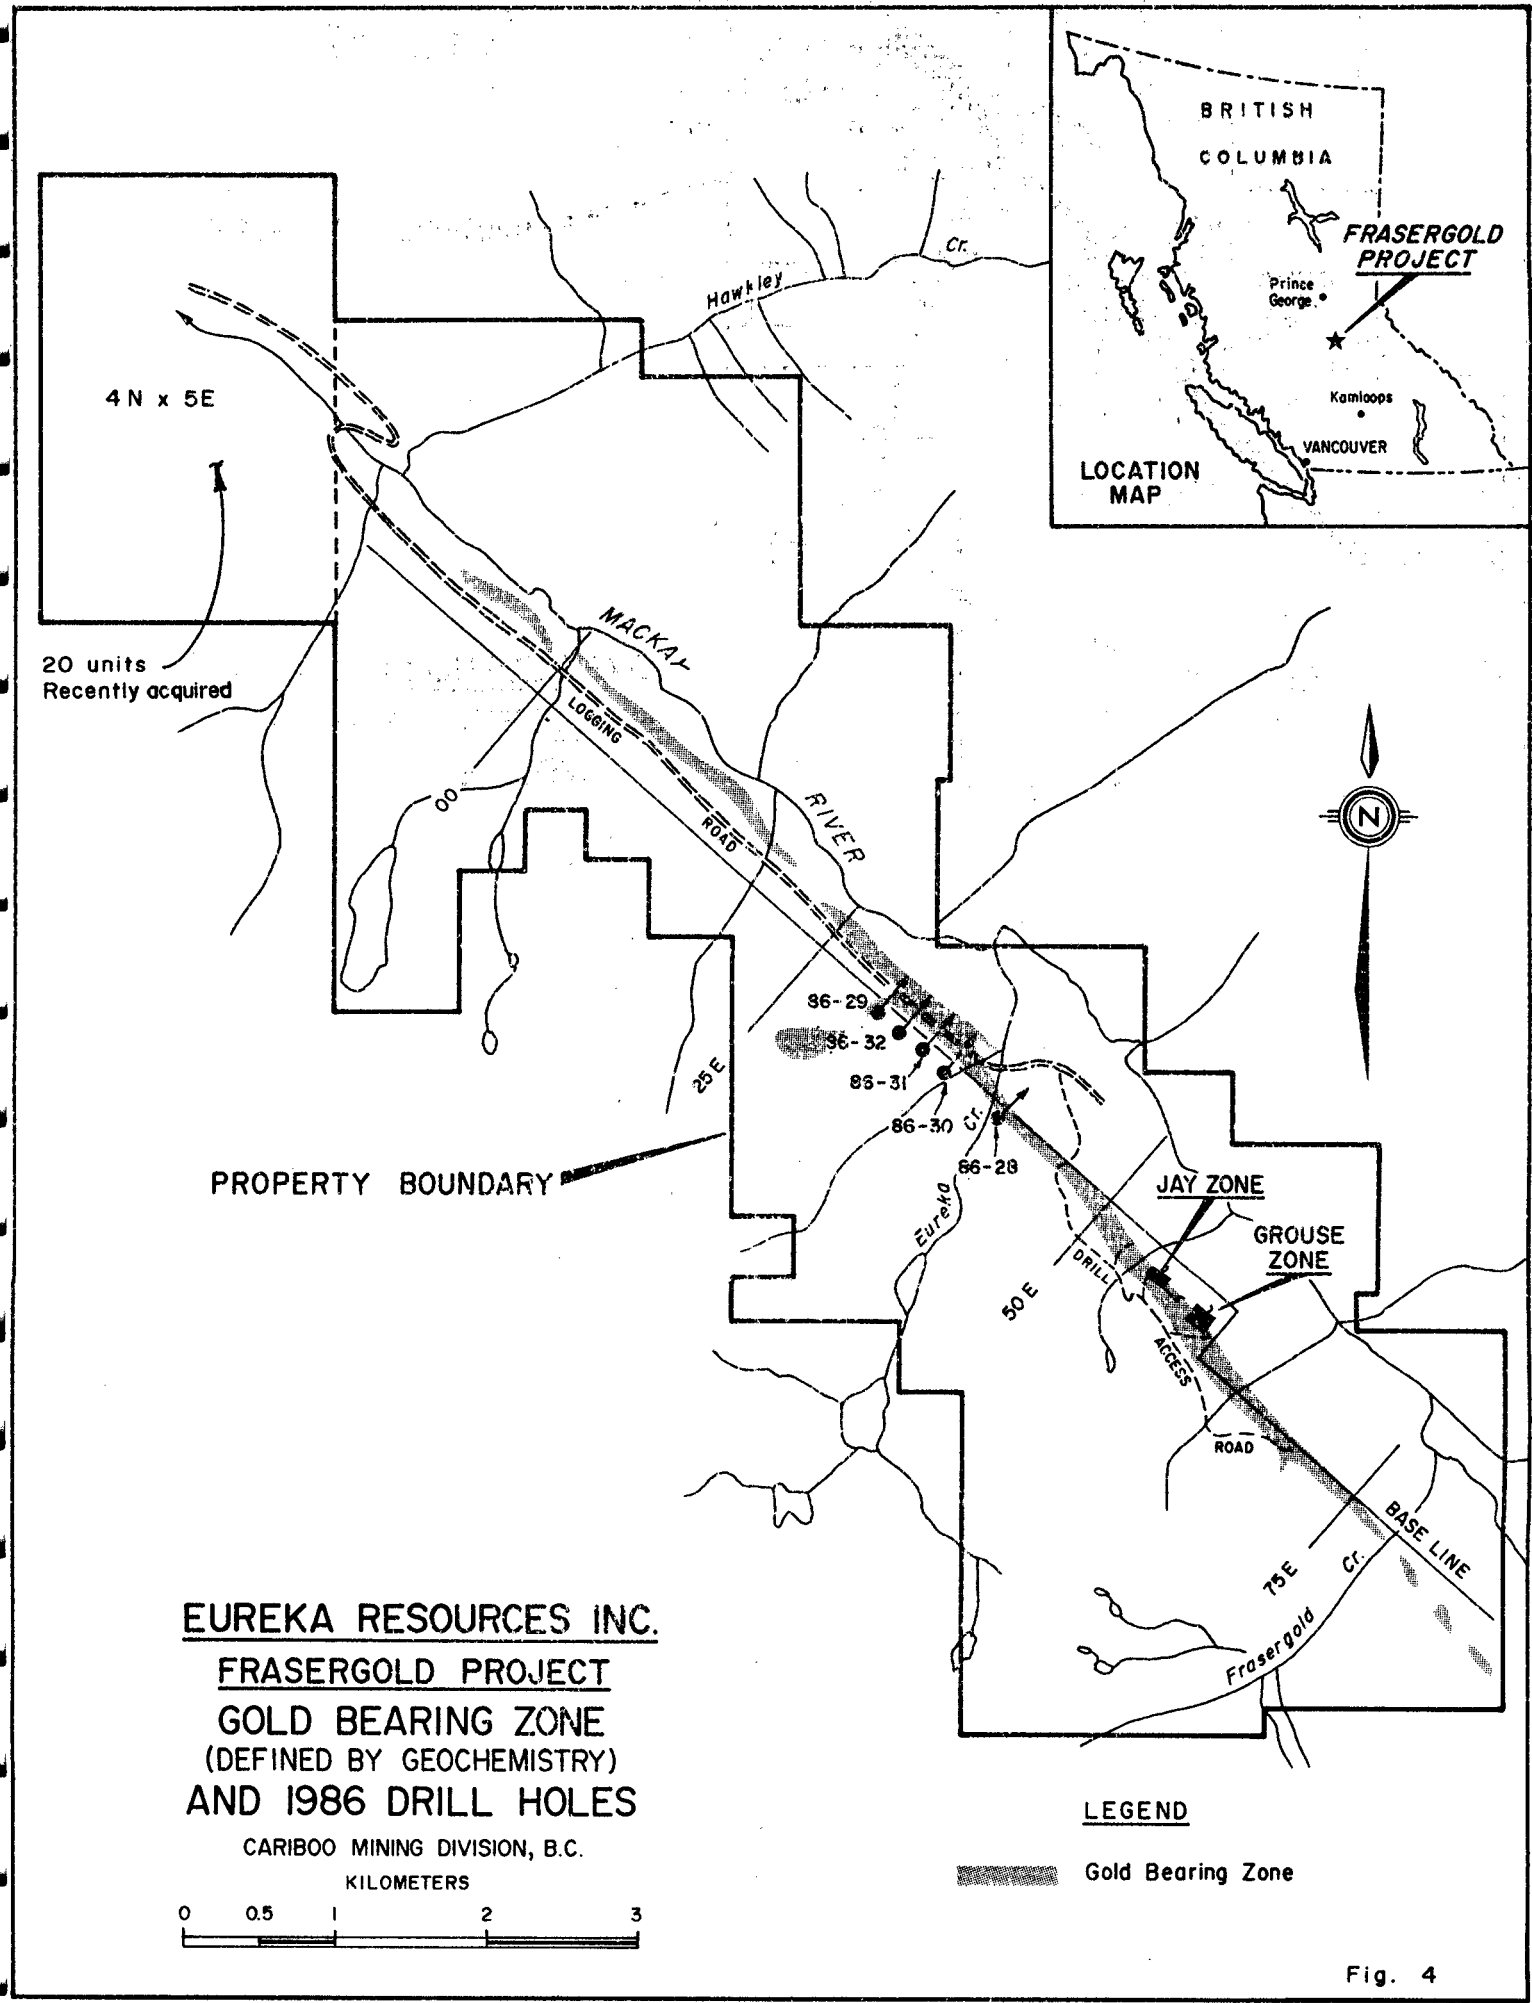 BRITISH
COLUMBIA
FRASERGOLD
PROJECT
Prince
George
Kamloops
VANCOUVER
LOCATION
MAP
Hawkley
Cr.
4N x 5E
20 units
Recently acquired
MACKAY
RIVER
LOGGING
ROAD
00
N
86-29
86-32
86-31
86-30
86-28
25E
Cr.
Eureka
PROPERTY BOUNDARY
JAY ZONE
GROUSE
ZONE
50 E
DRILL
ACCESS
ROAD
BASE LINE
75E
Cr.
Frasergold
EUREKA RESOURCES INC.
FRASERGOLD PROJECT
GOLD BEARING ZONE
(DEFINED BY GEOCHEMISTRY)
AND 1986 DRILL HOLES
CARIBOO MINING DIVISION, B.C.
KILOMETERS
0 0.5 1 2 3
LEGEND
Gold Bearing Zone
Fig. 4